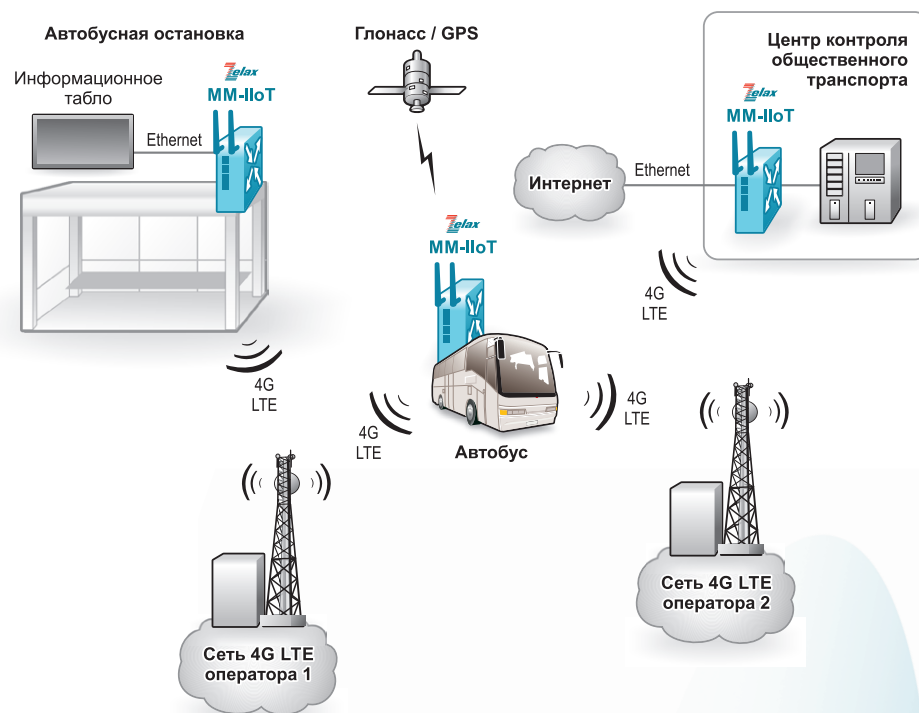 Автобусная остановка
Информационное
табло
Ethernet
Zelax
MM-IIoT
Глонасс / GPS
Центр контроля
общественного
транспорта
Zelax
MM-IIoT
Интернет
Ethernet
Zelax
MM-IIoT
4G
LTE
4G
LTE
4G
LTE
4G
LTE
Автобус
Сеть 4G LTE
оператора 2
Сеть 4G LTE
оператора 1